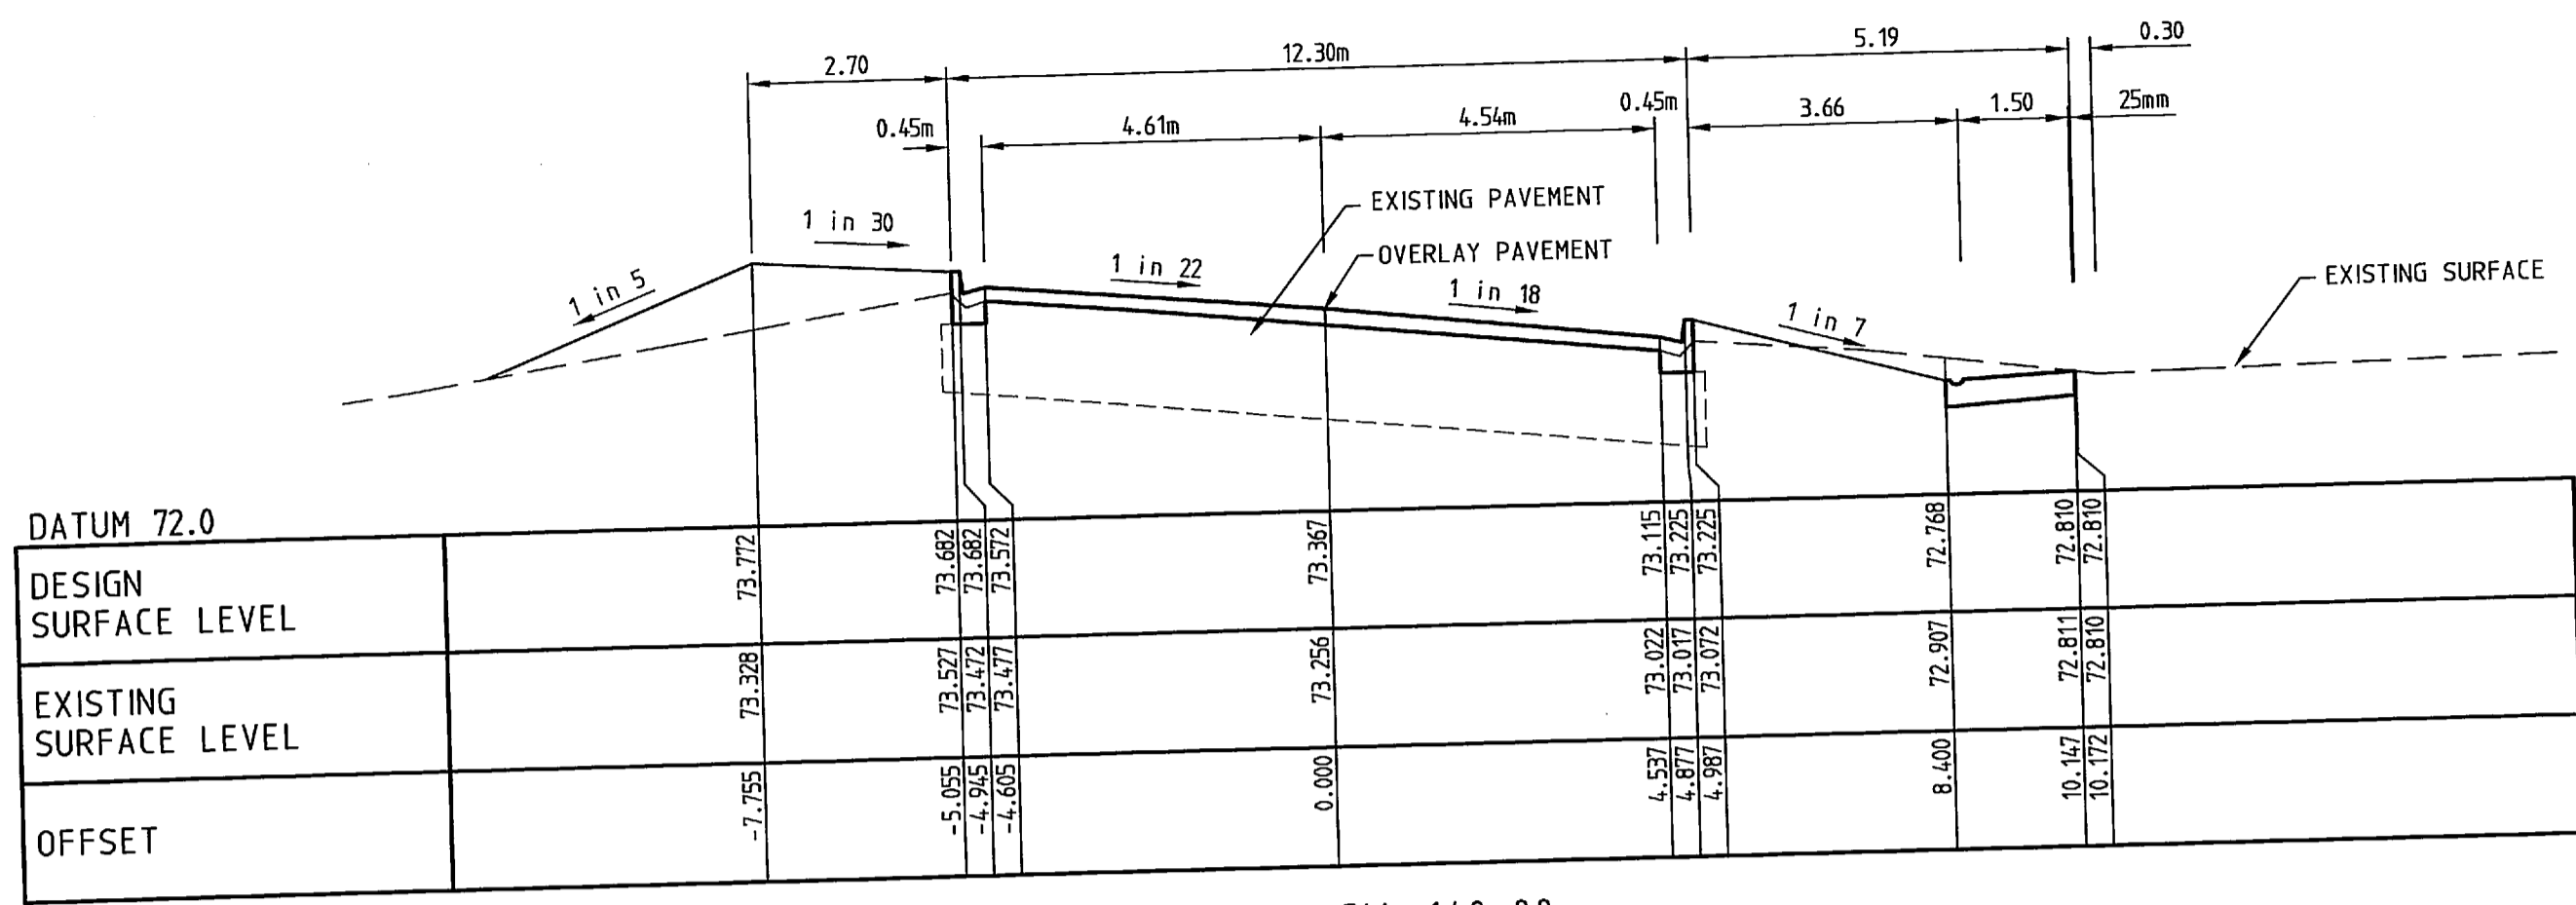 2.70
12.30m
5.19
0.30
0.45m
4.61m
4.54m
0.45m
3.66
1.50
25mm
1 in 30
EXISTING PAVEMENT
OVERLAY PAVEMENT
1 in 5
1 in 22
1 in 18
1 in 7
EXISTING SURFACE
DATUM 72.0
DESIGN
SURFACE LEVEL
73.772
73.682
73.682
73.572
73.367
73.115
73.225
73.225
72.768
72.810
72.810
EXISTING
SURFACE LEVEL
73.328
73.527
73.472
73.477
73.256
73.022
73.017
73.072
72.907
72.811
72.810
OFFSET
-7.755
-5.055
-4.945
-4.605
0.000
4.537
4.877
4.987
8.400
10.147
10.172